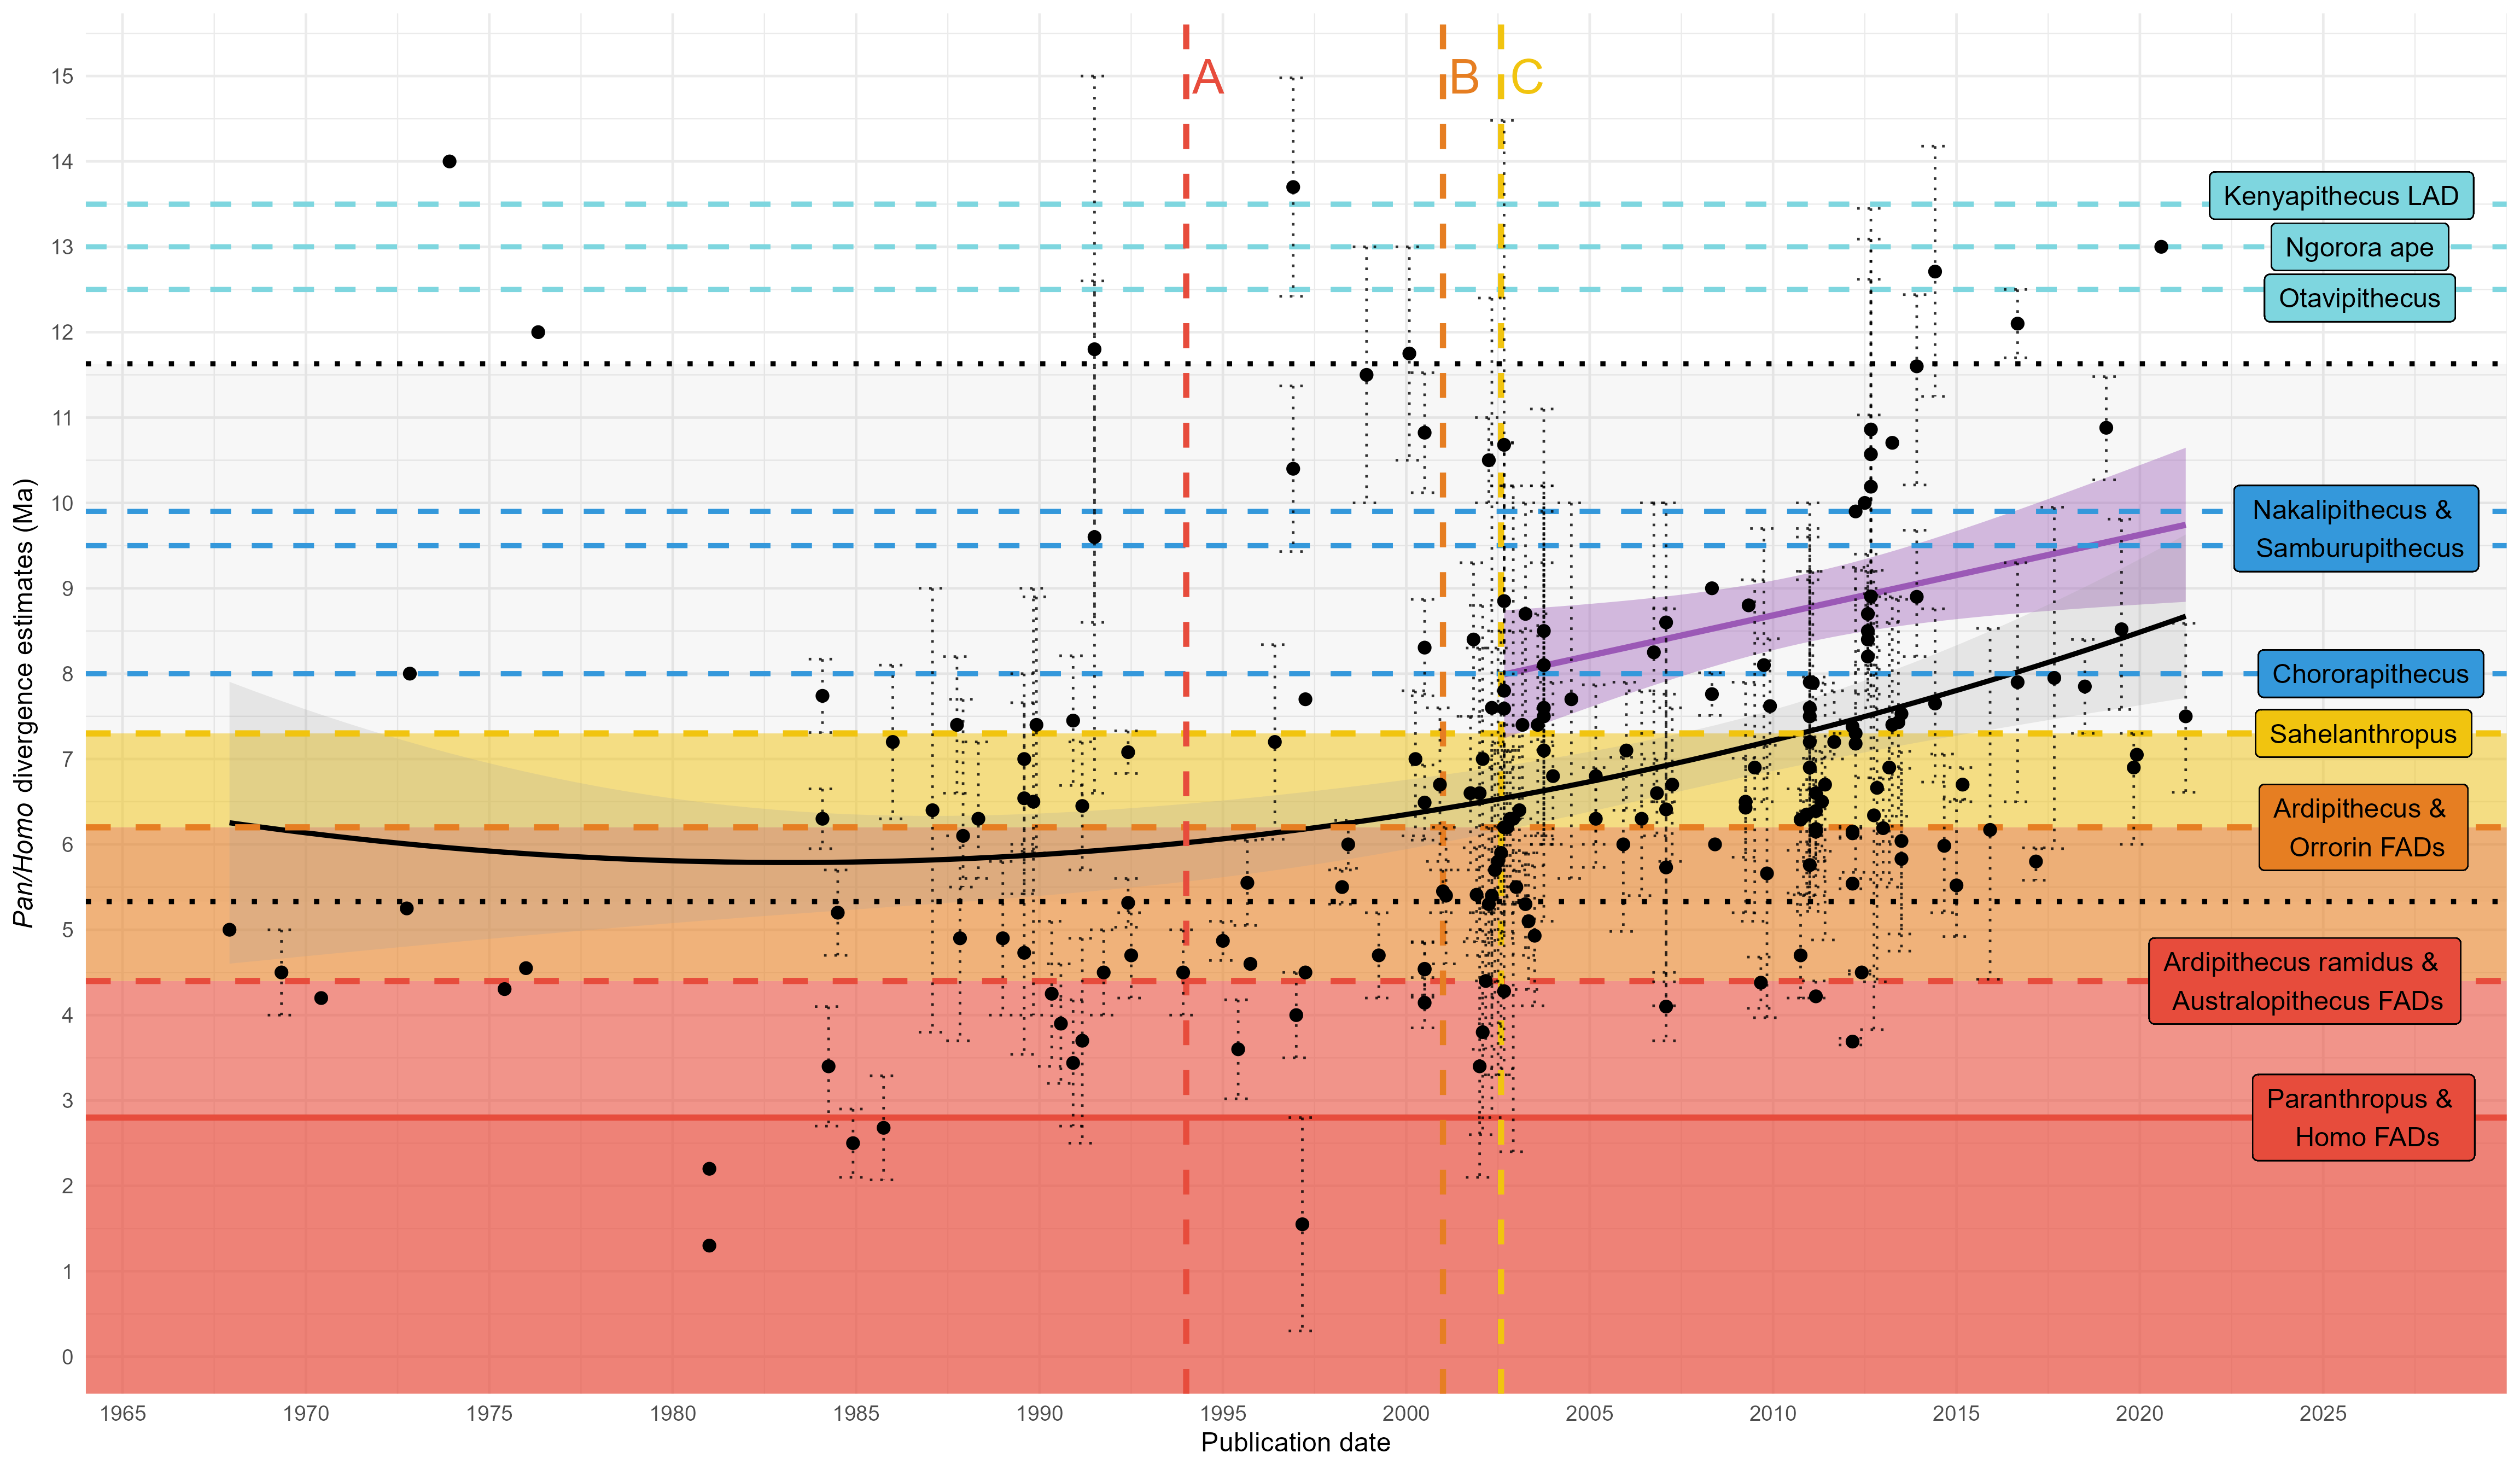 A
B
C
15
14
13
12
11
10
9
8
7
6
5
4
3
2
1
0
Pan/Homo divergence estimates (Ma)
Kenyapithecus LAD
Ngorora ape
Otavipithecus
Nakalipithecus &
Samburupithecus
Chororapithecus
Sahelanthropus
Ardipithecus &
Orrorin FADs
Ardipithecus ramidus &
Australopithecus FADs
Paranthropus &
Homo FADs
1965 1970 1975 1980 1985 1990 1995 2000 2005 2010 2015 2020 2025
Publication date